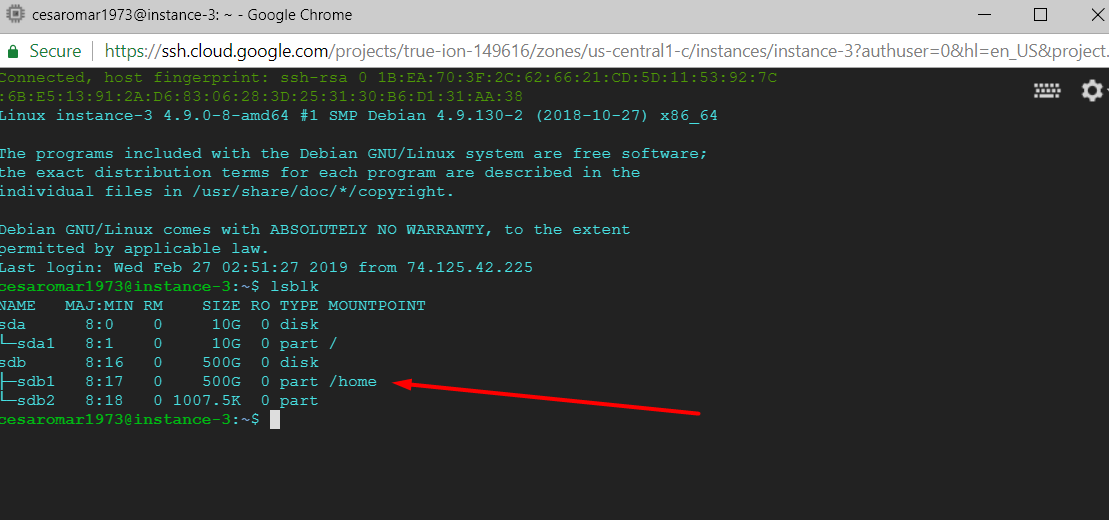 cesaromar1973@instance-3: ~ - Google Chrome
Secure | https://ssh.cloud.google.com/projects/true-ion-149616/zones/us-central1-c/instances/instance-3?authuser=0&hl=en_US&project
Connected, host fingerprint: ssh-rsa 0 1B:EA:70:3F:2C:62:66:21:CD:5D:11:53:92:7C
:6B:E5:13:91:2A:D6:83:06:28:3D:25:31:30:B6:D1:31:AA:38
Linux instance-3 4.9.0-8-amd64 #1 SMP Debian 4.9.130-2 (2018-10-27) x86_64
The programs included with the Debian GNU/Linux system are free software;
the exact distribution terms for each program are described in the
individual files in /usr/share/doc/*/copyright.
Debian GNU/Linux comes with ABSOLUTELY NO WARRANTY, to the extent
permitted by applicable law.
Last login: Wed Feb 27 02:51:27 2019 from 74.125.42.225
cesaromar1973@instance-3:~$ lsblk
NAME   MAJ:MIN RM    SIZE RO TYPE MOUNTPOINT
sda      8:0    0     10G  0 disk
└─sda1   8:1    0     10G  0 part /
sdb      8:16   0    500G  0 disk
├─sdb1   8:17   0    500G  0 part /home
└─sdb2   8:18   0 1007.5K  0 part
cesaromar1973@instance-3:~$